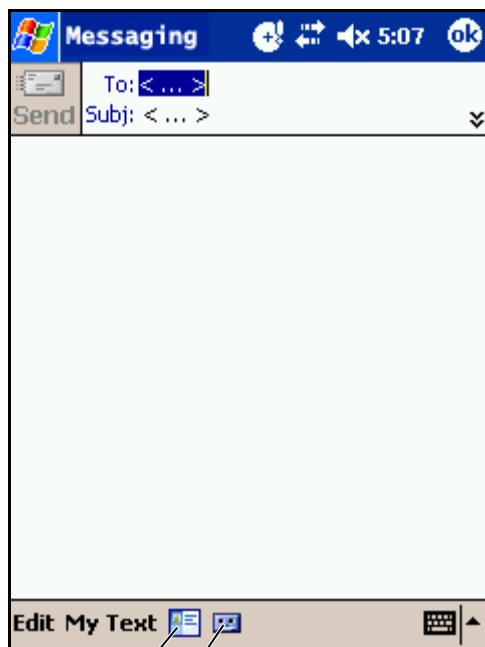 Messaging 5:07 ok
To: < ... >
Send Subj: < ... >
Edit My Text